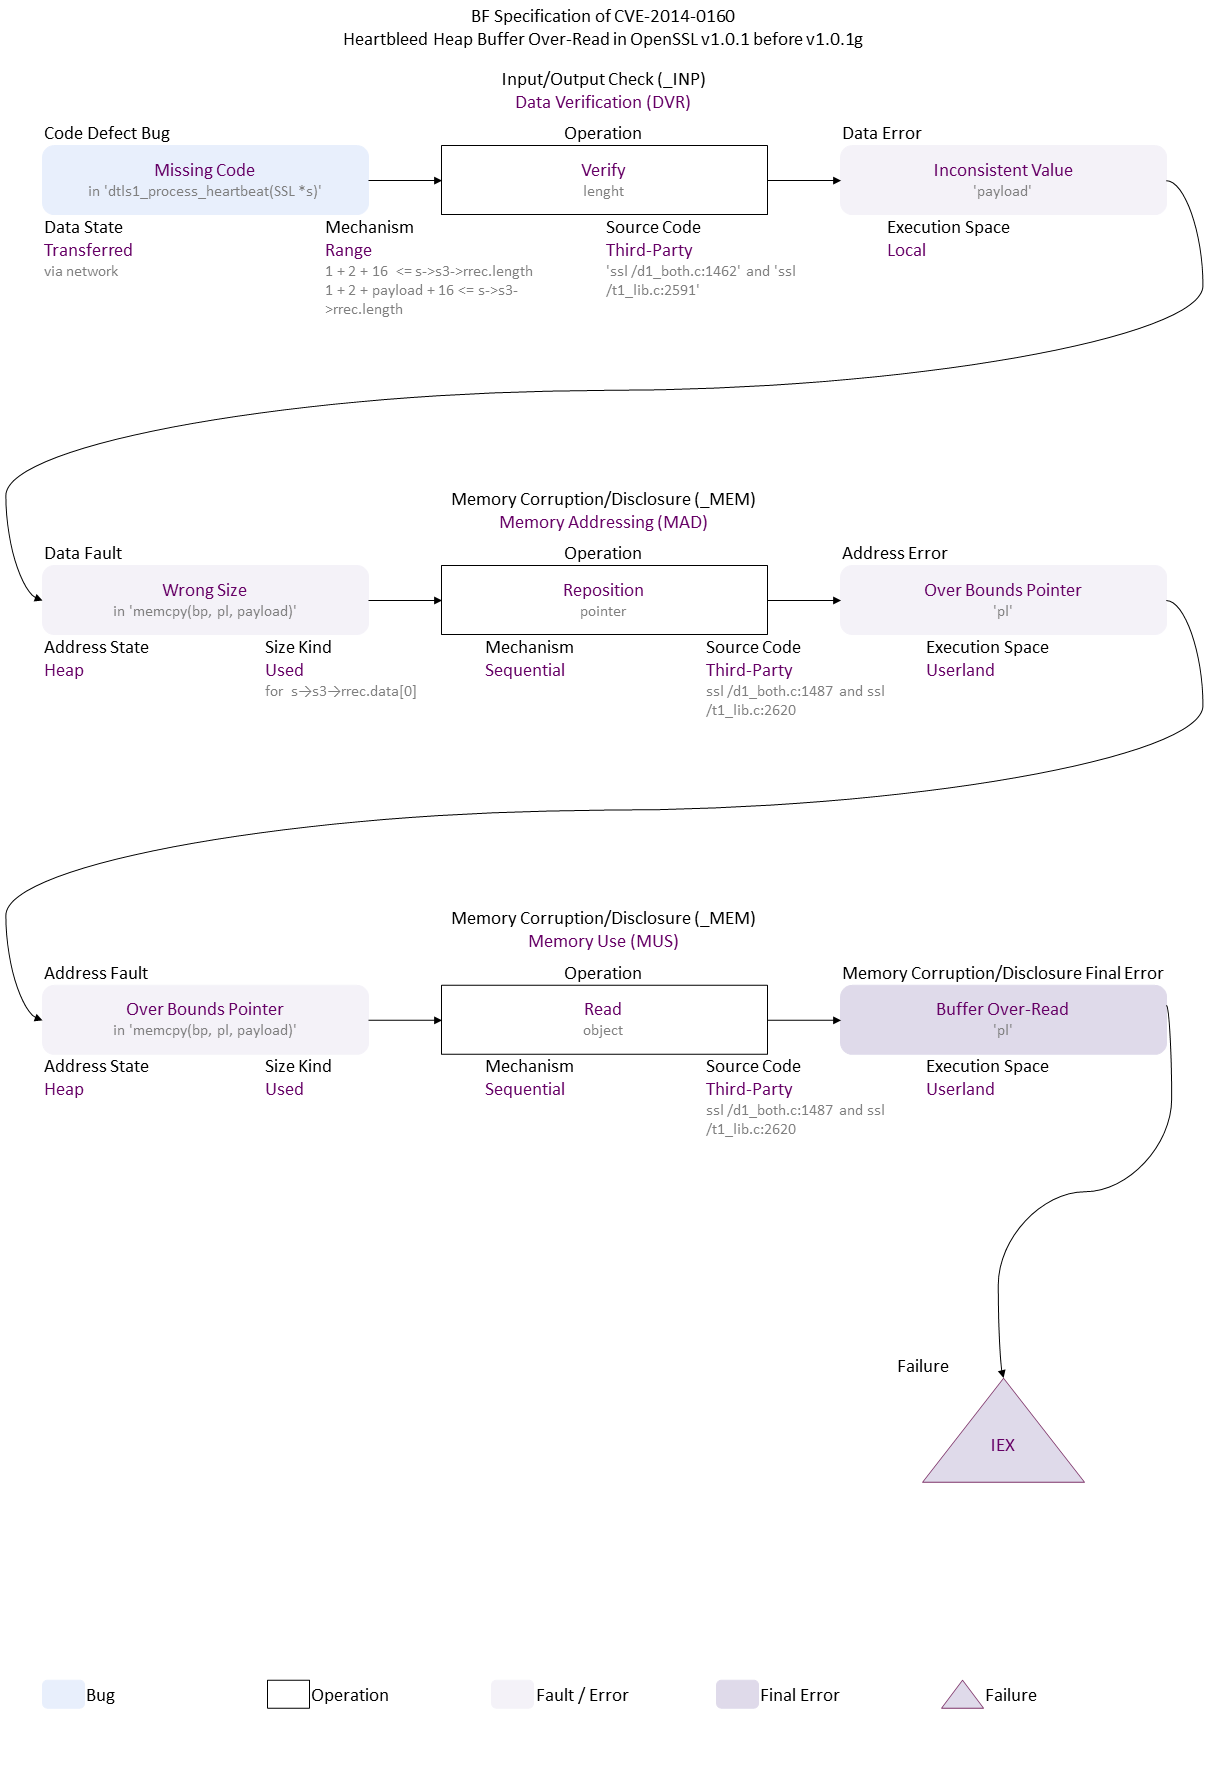 BF Specification of CVE-2014-0160
Heartbleed Heap Buffer Over-Read in OpenSSL v1.0.1 before v1.0.1g
Input/Output Check (_INP)
Data Verification (DVR)
Code Defect Bug
Operation
Data Error
Missing Code
in 'dtls1_process_heartbeat(SSL *s)'
Verify
lenght
Inconsistent Value
'payload'
Data State
Transferred
via network
Mechanism
Range
1 + 2 + 16 <= s->s3->rrec.length
1 + 2 + payload + 16 <= s->s3-
>rrec.length
Source Code
Third-Party
'ssl /d1_both.c:1462' and 'ssl
/t1_lib.c:2591'
Execution Space
Local
Memory Corruption/Disclosure (_MEM)
Memory Addressing (MAD)
Data Fault
Operation
Address Error
Wrong Size
in 'memcpy(bp, pl, payload)'
Reposition
pointer
Over Bounds Pointer
'pl'
Address State
Heap
Size Kind
Used
for s→s3→rrec.data[0]
Mechanism
Sequential
Source Code
Third-Party
ssl /d1_both.c:1487 and ssl
/t1_lib.c:2620
Execution Space
Userland
Memory Corruption/Disclosure (_MEM)
Memory Use (MUS)
Address Fault
Operation
Memory Corruption/Disclosure Final Error
Over Bounds Pointer
in 'memcpy(bp, pl, payload)'
Read
object
Buffer Over-Read
'pl'
Address State
Heap
Size Kind
Used
Mechanism
Sequential
Source Code
Third-Party
ssl /d1_both.c:1487 and ssl
/t1_lib.c:2620
Execution Space
Userland
Failure
IEX
Bug
Operation
Fault / Error
Final Error
Failure